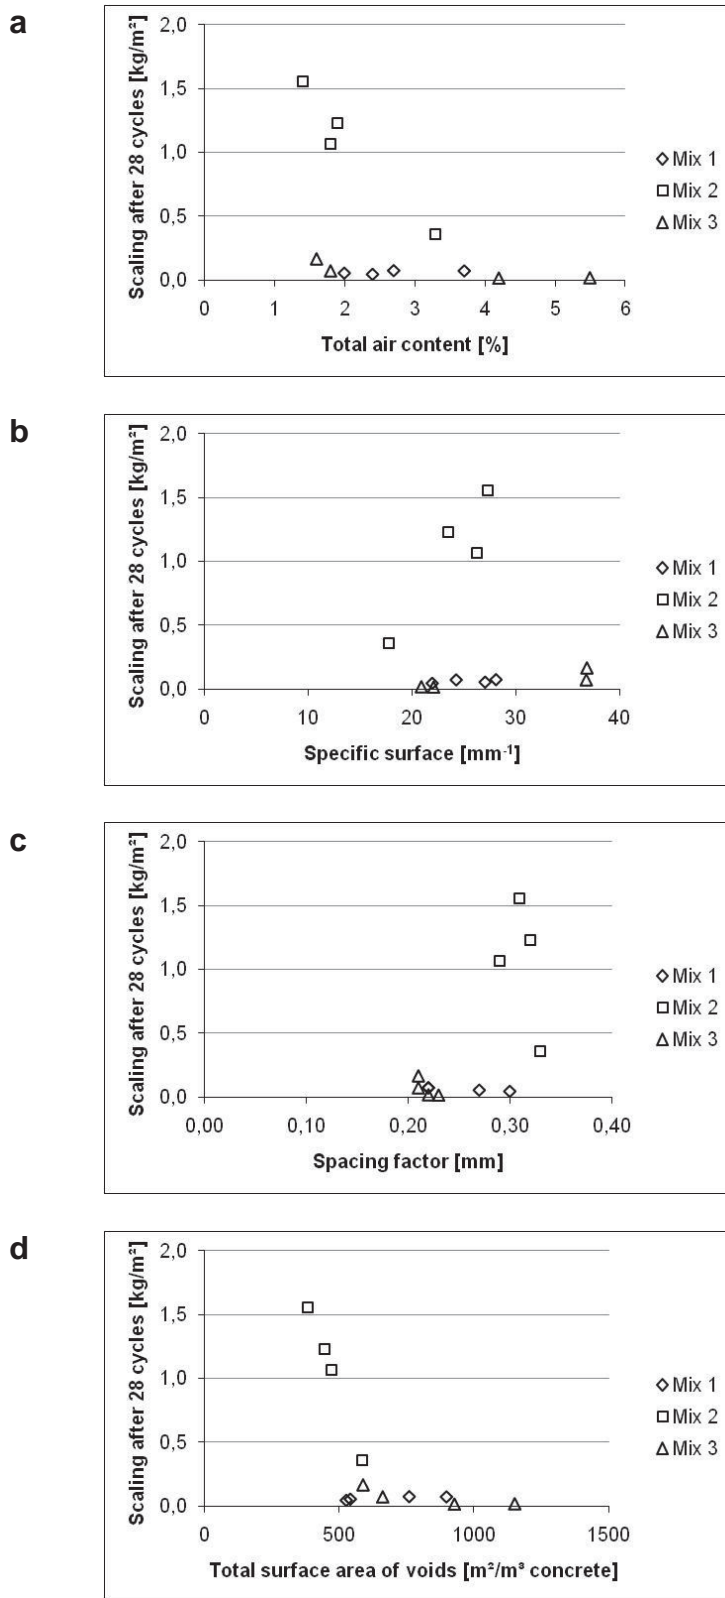 a
Scaling after 28 cycles [kg/m²]
2,0
1,5
1,0
0,5
0,0
0 1 2 3 4 5 6
Total air content [%]
Mix 1
Mix 2
Mix 3
b
Scaling after 28 cycles [kg/m²]
2,0
1,5
1,0
0,5
0,0
0 10 20 30 40
Specific surface [mm⁻¹]
Mix 1
Mix 2
Mix 3
c
Scaling after 28 cycles [kg/m²]
2,0
1,5
1,0
0,5
0,0
0,00 0,10 0,20 0,30 0,40
Spacing factor [mm]
Mix 1
Mix 2
Mix 3
d
Scaling after 28 cycles [kg/m²]
2,0
1,5
1,0
0,5
0,0
0 500 1000 1500
Total surface area of voids [m²/m³ concrete]
Mix 1
Mix 2
Mix 3